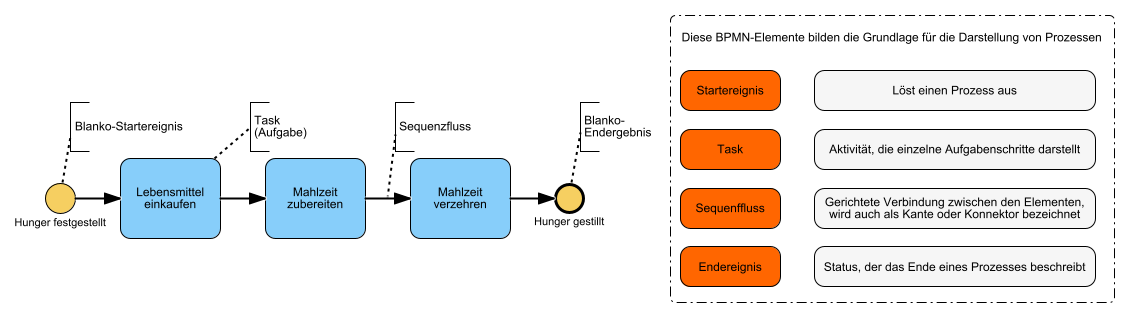 Blanko-Startereignis
Task
(Aufgabe)
Sequenzfluss
Blanko-
Endergebnis
Lebensmittel
einkaufen
Mahlzeit
zubereiten
Mahlzeit
verzehren
Hunger festgestellt
Hunger gestillt
Diese BPMN-Elemente bilden die Grundlage für die Darstellung von Prozessen
Startereignis
Löst einen Prozess aus
Task
Aktivität, die einzelne Aufgabenschritte darstellt
Sequenffluss
Gerichtete Verbindung zwischen den Elementen,
wird auch als Kante oder Konnektor bezeichnet
Endereignis
Status, der das Ende eines Prozesses beschreibt